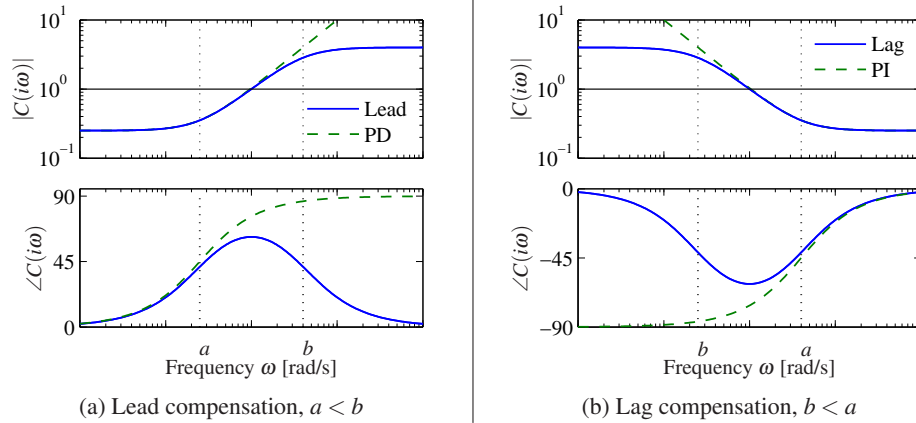 10^1
10^0
10^-1
|C(iω)|
Lead
PD
90
45
0
∠C(iω)
a
b
Frequency ω [rad/s]
(a) Lead compensation, a < b
10^1
10^0
10^-1
|C(iω)|
Lag
PI
0
−45
−90
∠C(iω)
b
a
Frequency ω [rad/s]
(b) Lag compensation, b < a